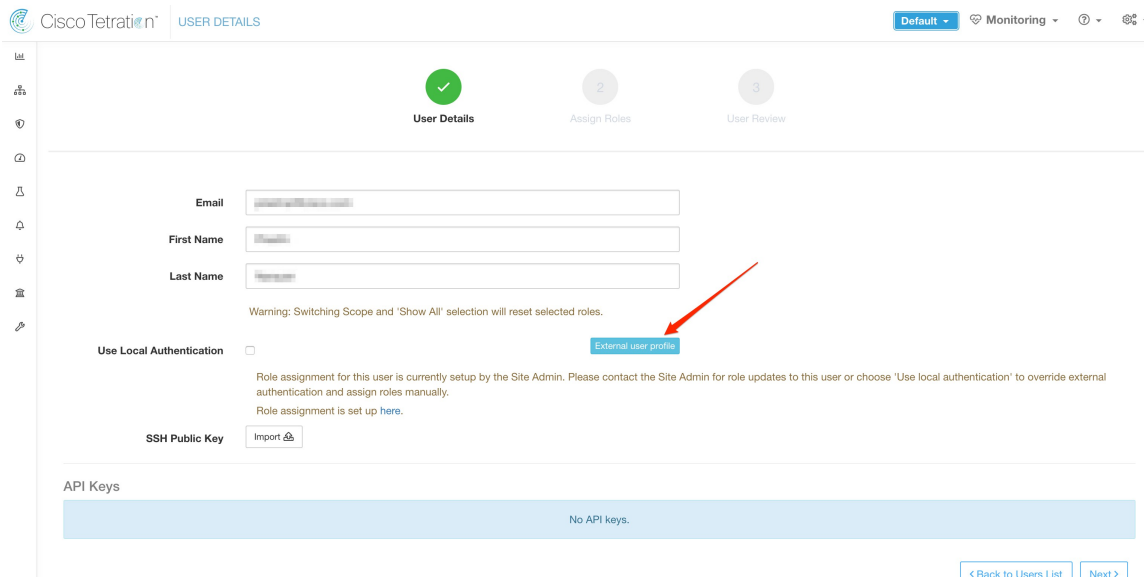 Cisco Tetration™
USER DETAILS
Default
Monitoring
2
3
User Details
Assign Roles
User Review
Email
First Name
Last Name
Warning: Switching Scope and 'Show All' selection will reset selected roles.
Use Local Authentication
External user profile
Role assignment for this user is currently setup by the Site Admin. Please contact the Site Admin for role updates to this user or choose 'Use local authentication' to override external
authentication and assign roles manually.
Role assignment is set up here.
SSH Public Key
Import
API Keys
No API keys.
Back to Users List
Next